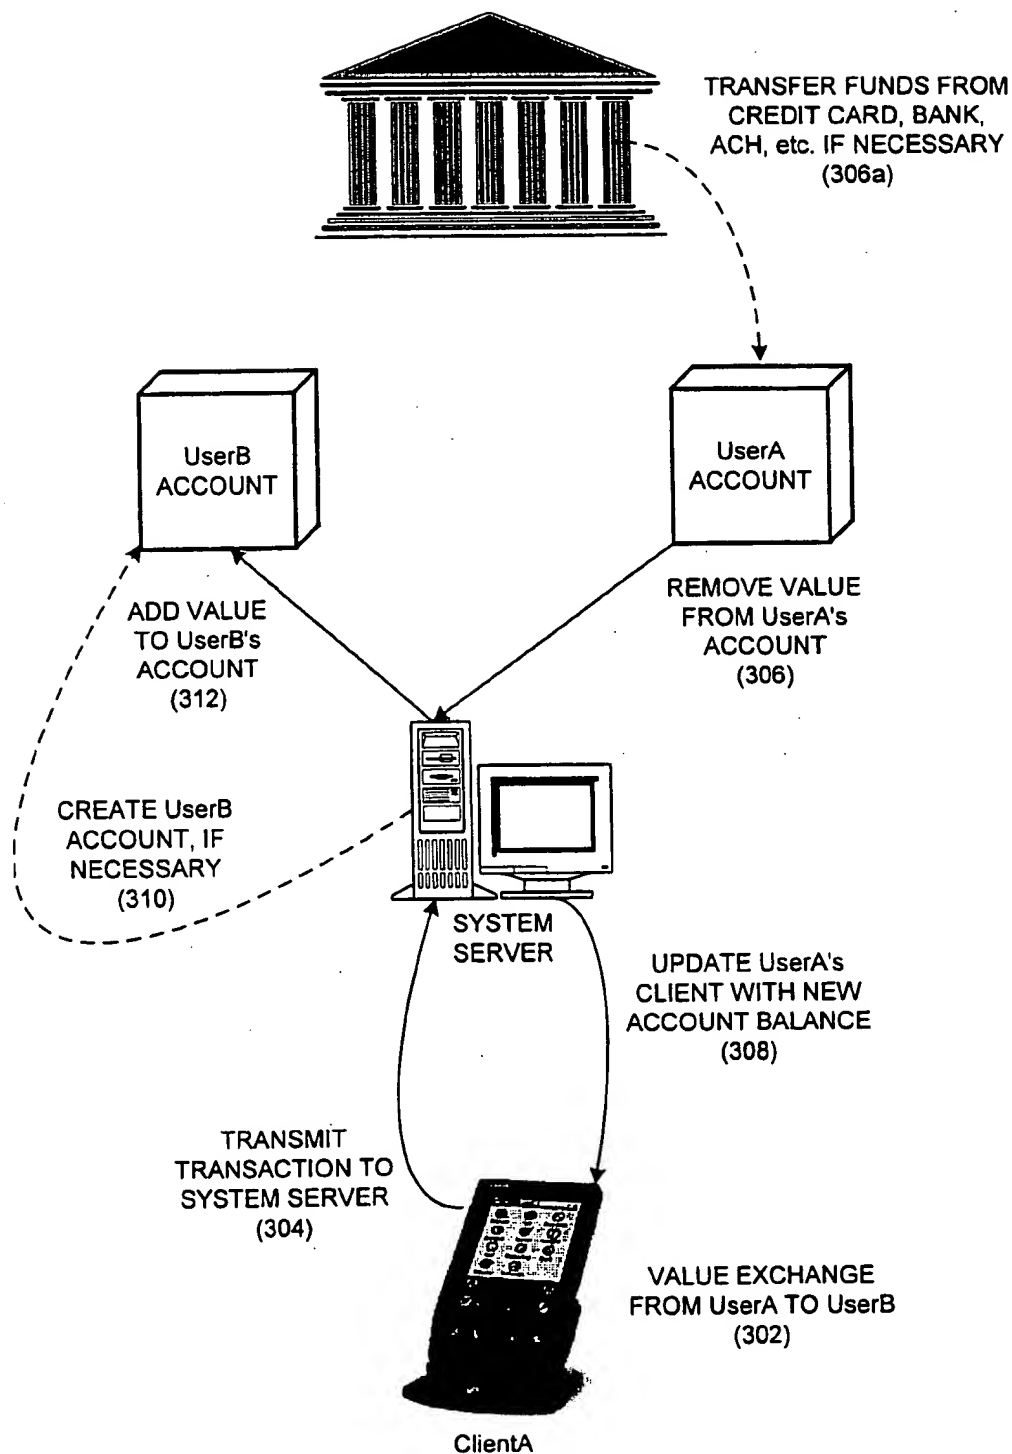 TRANSFER FUNDS FROM
CREDIT CARD, BANK,
ACH, etc. IF NECESSARY
(306a)
UserB
ACCOUNT
UserA
ACCOUNT
ADD VALUE
TO UserB's
ACCOUNT
(312)
REMOVE VALUE
FROM UserA's
ACCOUNT
(306)
CREATE UserB
ACCOUNT, IF
NECESSARY
(310)
SYSTEM
SERVER
UPDATE UserA's
CLIENT WITH NEW
ACCOUNT BALANCE
(308)
TRANSMIT
TRANSACTION TO
SYSTEM SERVER
(304)
VALUE EXCHANGE
FROM UserA TO UserB
(302)
ClientA